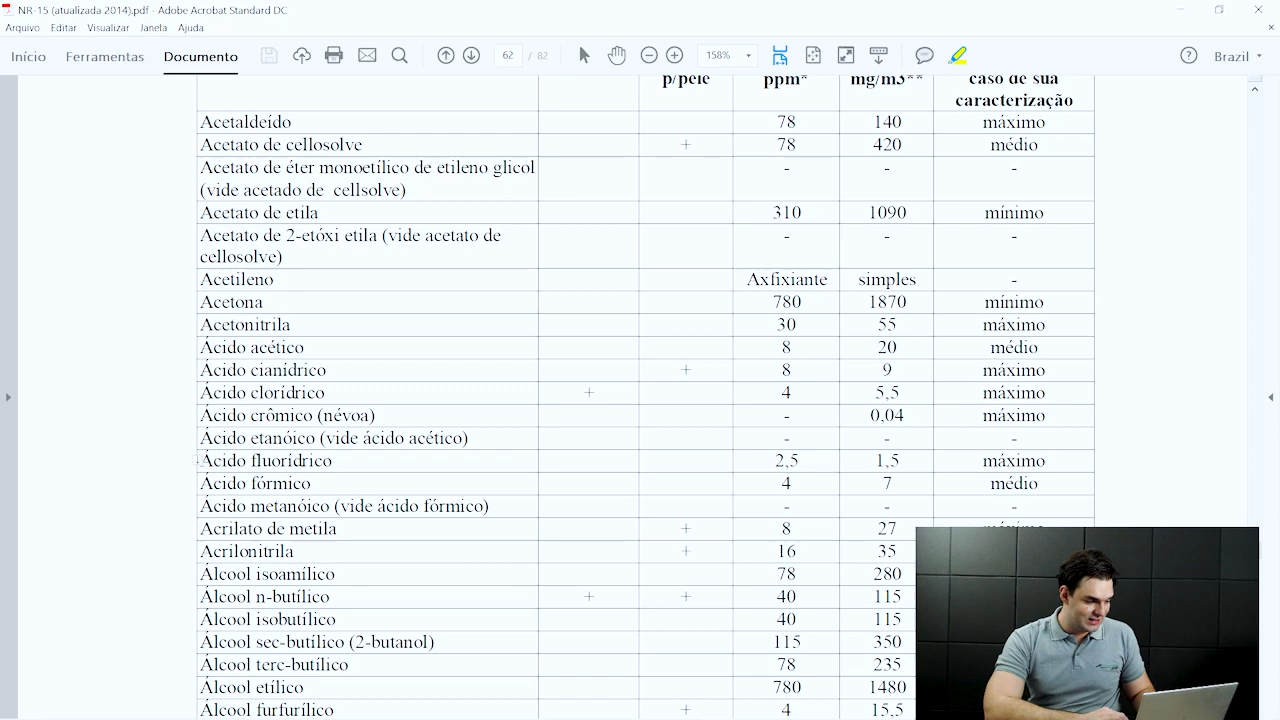 NR-15 (atualizada 2014).pdf - Adobe Acrobat Standard DC
Arquivo Editar Visualizar Janela Ajuda
Início Ferramentas Documento 62 / 82 158% Brazil
p/pele ppm* mg/m3** caso de sua
caracterização
Acetaldeído 78 140 máximo
Acetato de cellosolve + 78 420 médio
Acetato de éter monoetílico de etileno glicol
(vide acetado de cellsolve) - - -
Acetato de etila 310 1090 mínimo
Acetato de 2-etóxi etila (vide acetato de
cellosolve) - - -
Acetileno Axfixiante simples -
Acetona 780 1870 mínimo
Acetonitrila 30 55 máximo
Ácido acético 8 20 médio
Ácido cianídrico + 8 9 máximo
Ácido clorídrico + 4 5,5 máximo
Ácido crômico (névoa) - 0,04 máximo
Ácido etanóico (vide ácido acético) - - -
Ácido fluorídrico 2,5 1,5 máximo
Ácido fórmico 4 7 médio
Ácido metanóico (vide ácido fórmico) - - -
Acrilato de metila + 8 27
Acrilonitrila + 16 35
Álcool isoamílico 78 280
Álcool n-butílico + + 40 115
Álcool isobutílico 40 115
Álcool sec-butílico (2-butanol) 115 350
Álcool terc-butílico 78 235
Álcool etílico 780 1480
Álcool furfurílico + 4 15,5